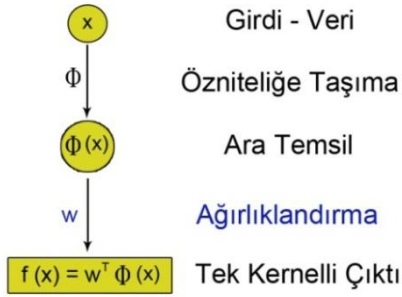 x Girdi - Veri
Φ Özniteliğe Taşıma
Φ(x) Ara Temsil
w Ağırlıklandırma
f (x) = wᵀ Φ (x) Tek Kernelli Çıktı